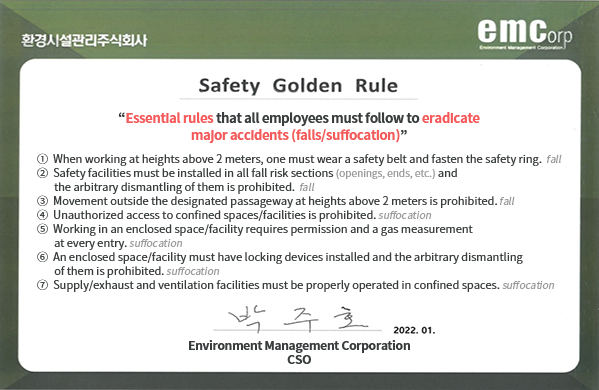 환경시설관리주식회사
emcorp
Environment Management Corporation
Safety Golden Rule
“Essential rules that all employees must follow to eradicate
major accidents (falls/suffocation)”
① When working at heights above 2 meters, one must wear a safety belt and fasten the safety ring. fall
② Safety facilities must be installed in all fall risk sections (openings, ends, etc.) and
the arbitrary dismantling of them is prohibited. fall
③ Movement outside the designated passageway at heights above 2 meters is prohibited. fall
④ Unauthorized access to confined spaces/facilities is prohibited. suffocation
⑤ Working in an enclosed space/facility requires permission and a gas measurement
at every entry. suffocation
⑥ An enclosed space/facility must have locking devices installed and the arbitrary dismantling
of them is prohibited. suffocation
⑦ Supply/exhaust and ventilation facilities must be properly operated in confined spaces. suffocation
박 주 호 2022. 01.
Environment Management Corporation
CSO